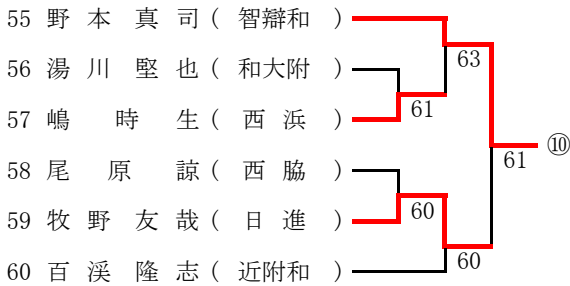 55 野本真司(智辯和)
63
56 湯川堅也(和大附)
61
57 嶋時生(西浜)
61 ⑩
58 尾原諒(西脇)
60
59 牧野友哉(日進)
60
60 百渓隆志(近附和)